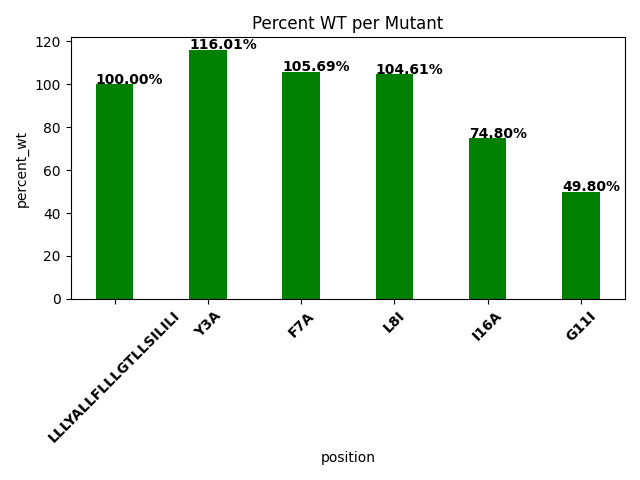 Percent WT per Mutant
percent_wt
120
100
80
60
40
20
0
100.00%
116.01%
105.69%
104.61%
74.80%
49.80%
LLLYALLFLLLGTLLSILILI
Y3A
F7A
L8I
I16A
G11I
position